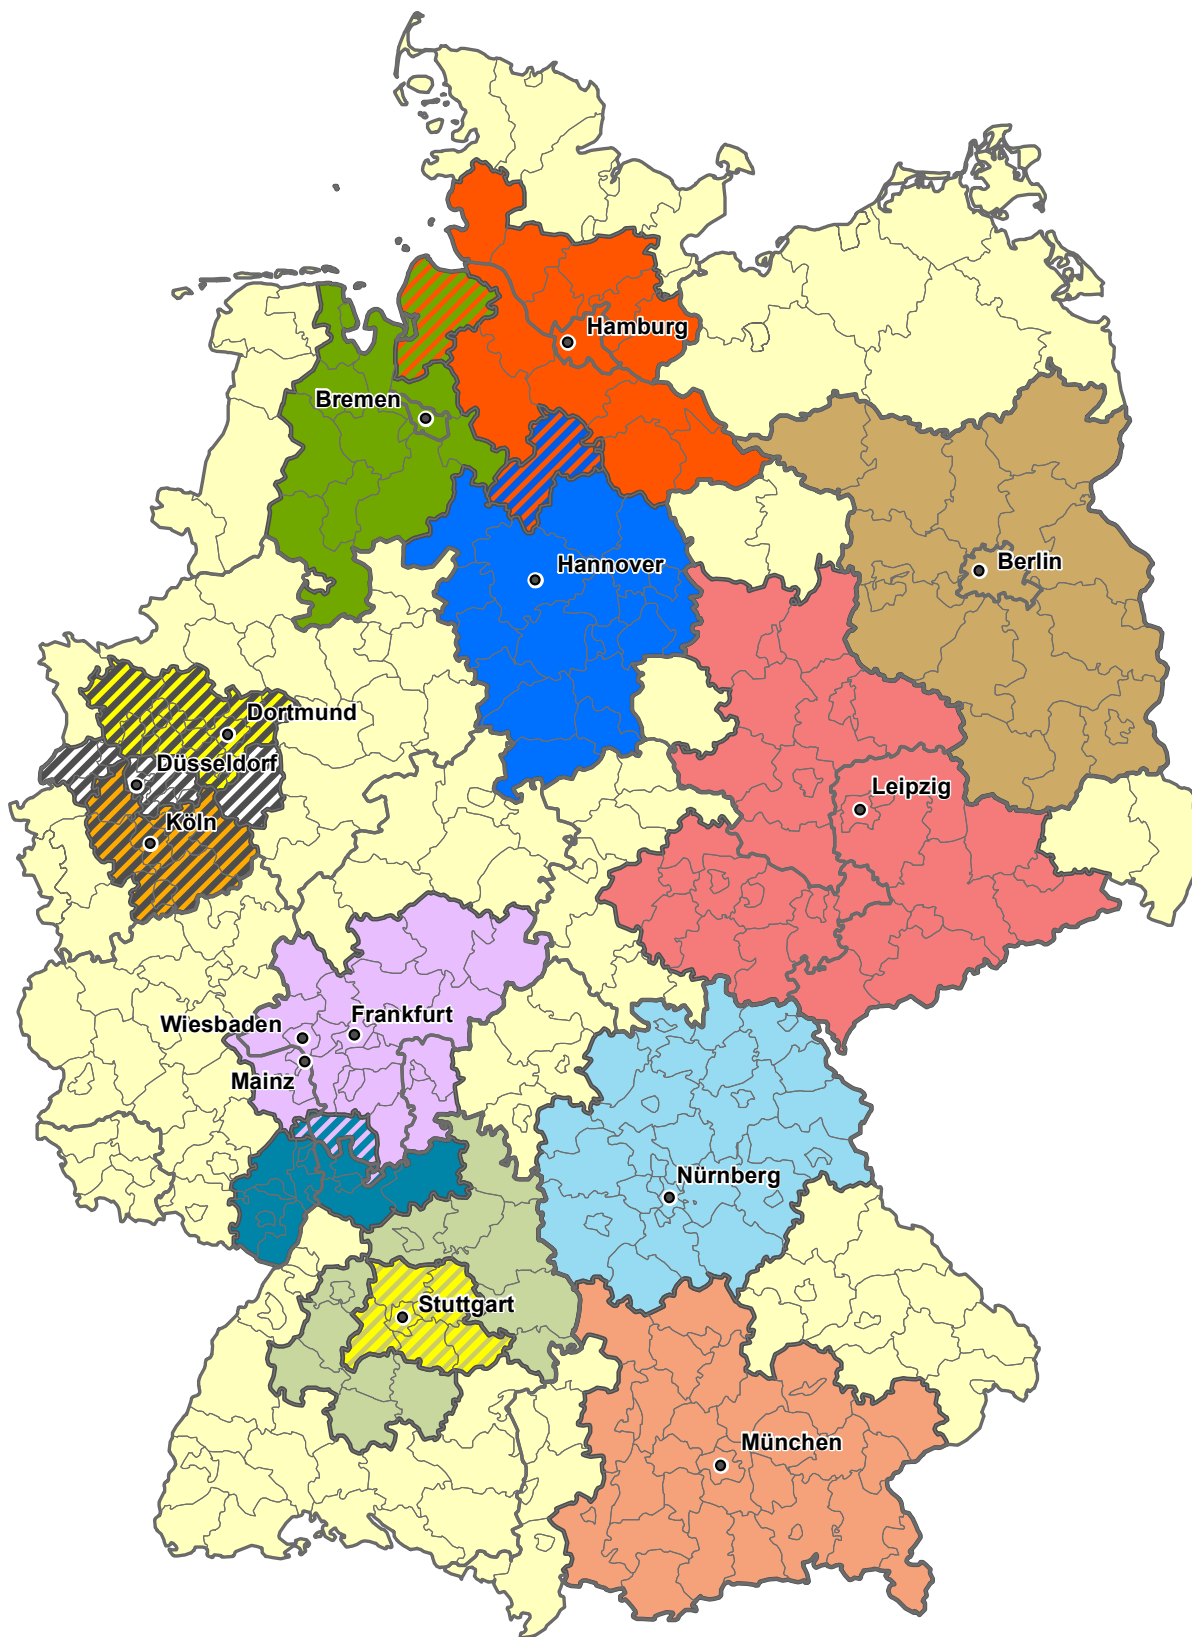 Hamburg
Bremen
Hannover
Berlin
Dortmund
Düsseldorf
Leipzig
Köln
Frankfurt
Wiesbaden
Mainz
Nürnberg
Stuttgart
München